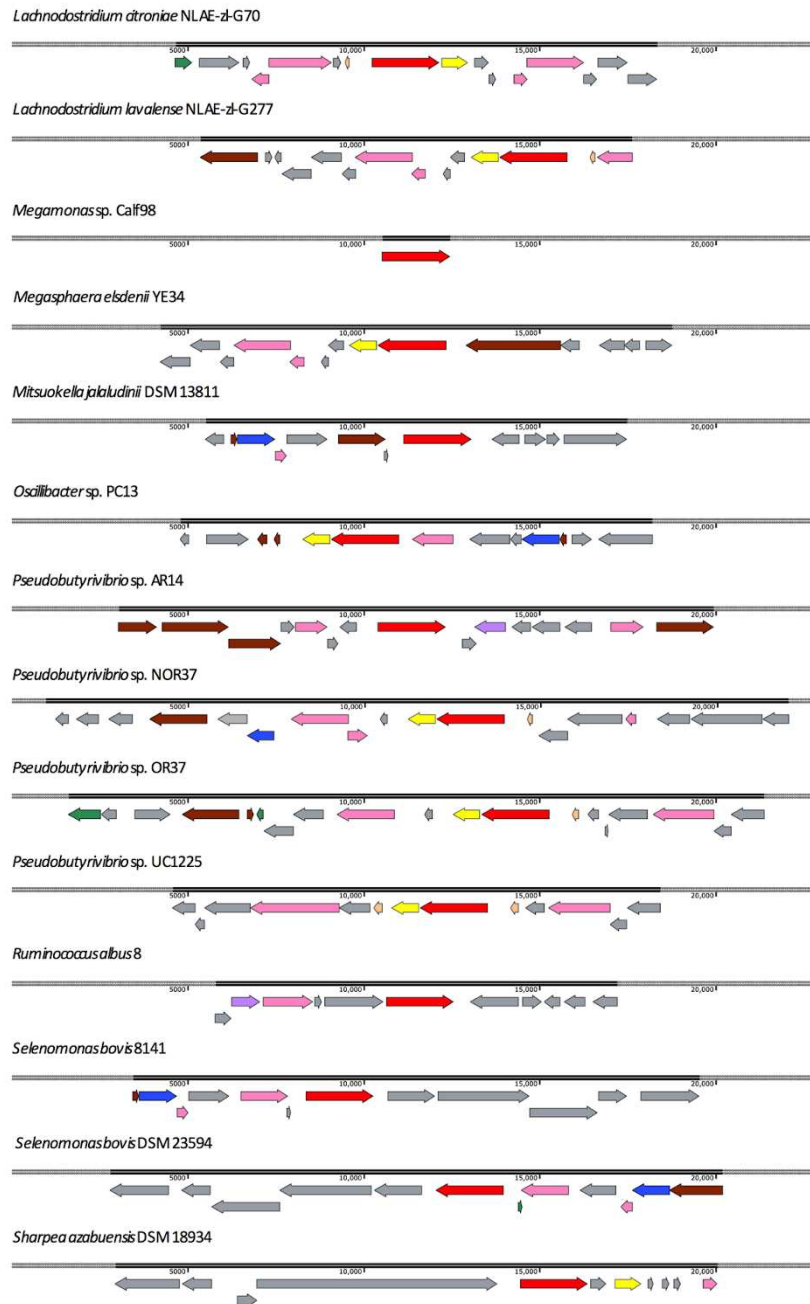 Lachnodostridium citroniae NLAE-zl-G70
5000 10,000 15,000 20,000
Lachnodostridium lavalense NLAE-zl-G277
5000 10,000 15,000 20,000
Megamonas sp. Calf98
5000 10,000 15,000 20,000
Megasphaera elsdenii YE34
5000 10,000 15,000 20,000
Mitsuokella jalaludinii DSM 13811
5000 10,000 15,000 20,000
Oscillibacter sp. PC13
5000 10,000 15,000 20,000
Pseudobutyrivibrio sp. AR14
5000 10,000 15,000 20,000
Pseudobutyrivibrio sp. NOR37
5000 10,000 15,000 20,000
Pseudobutyrivibrio sp. OR37
5000 10,000 15,000 20,000
Pseudobutyrivibrio sp. UC1225
5000 10,000 15,000 20,000
Ruminococcus albus 8
5000 10,000 15,000 20,000
Selenomonas bovis 8141
5000 10,000 15,000 20,000
Selenomonas bovis DSM 23594
5000 10,000 15,000 20,000
Sharpea azabuensis DSM 18934
5000 10,000 15,000 20,000